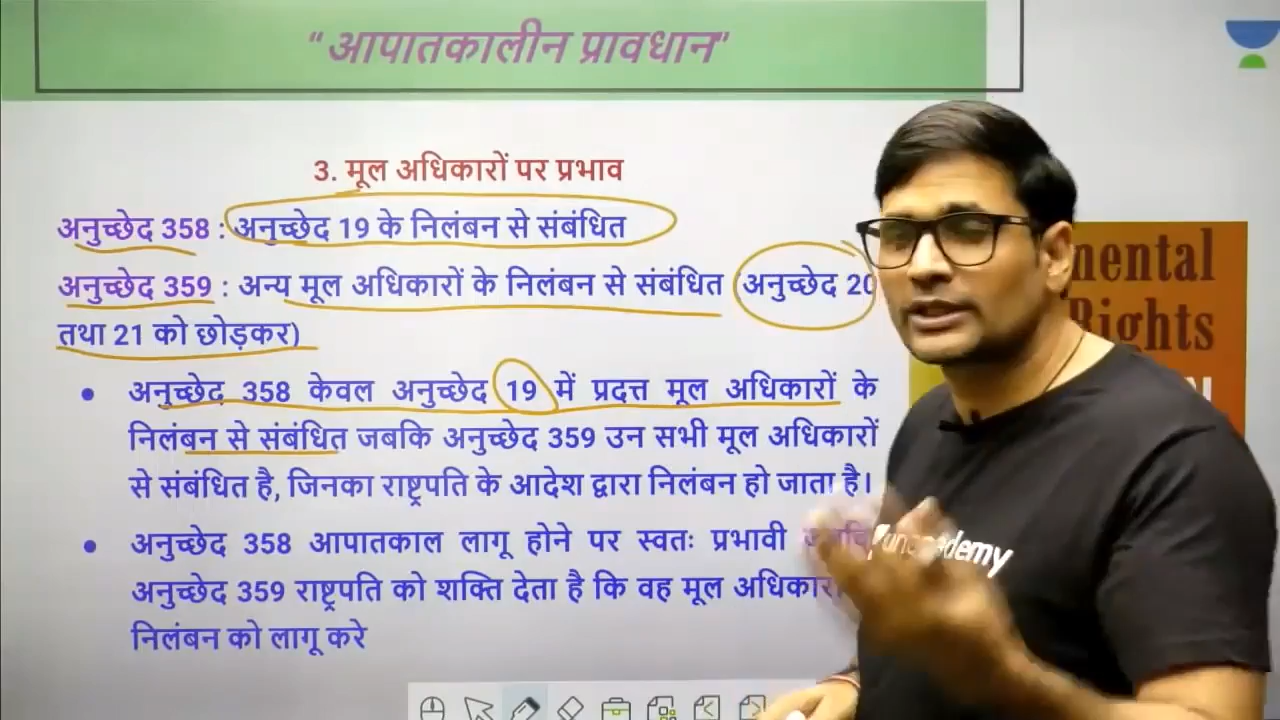 “आपातकालीन प्रावधान”
3. मूल अधिकारों पर प्रभाव
अनुच्छेद 358 : अनुच्छेद 19 के निलंबन से संबंधित
अनुच्छेद 359 : अन्य मूल अधिकारों के निलंबन से संबंधित (अनुच्छेद 20
तथा 21 को छोड़कर)
• अनुच्छेद 358 केवल अनुच्छेद 19 में प्रदत्त मूल अधिकारों के
निलंबन से संबंधित जबकि अनुच्छेद 359 उन सभी मूल अधिकारों
से संबंधित है, जिनका राष्ट्रपति के आदेश द्वारा निलंबन हो जाता है।
• अनुच्छेद 358 आपातकाल लागू होने पर स्वतः प्रभावी
अनुच्छेद 359 राष्ट्रपति को शक्ति देता है कि वह मूल
निलंबन को लागू करे
Rights
unacademy